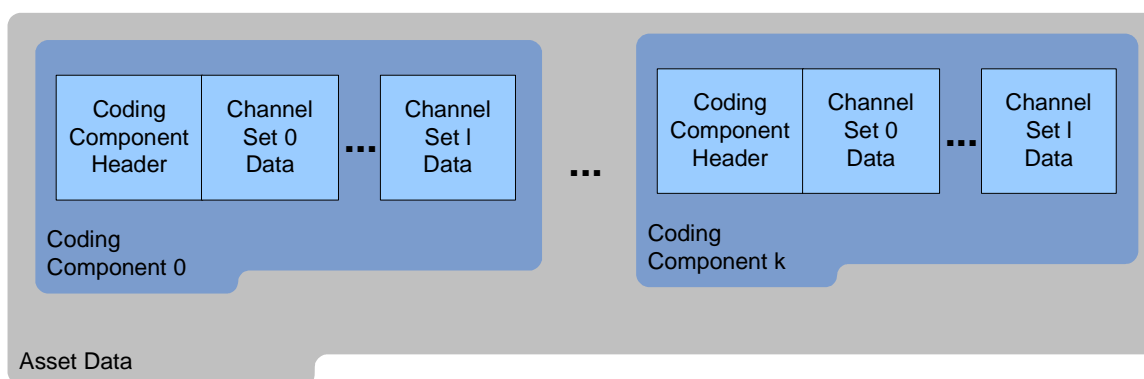 Coding
Component
Header
Channel
Set 0
Data
...
Channel
Set l
Data
Coding
Component 0
...
Coding
Component
Header
Channel
Set 0
Data
...
Channel
Set l
Data
Coding
Component k
Asset Data